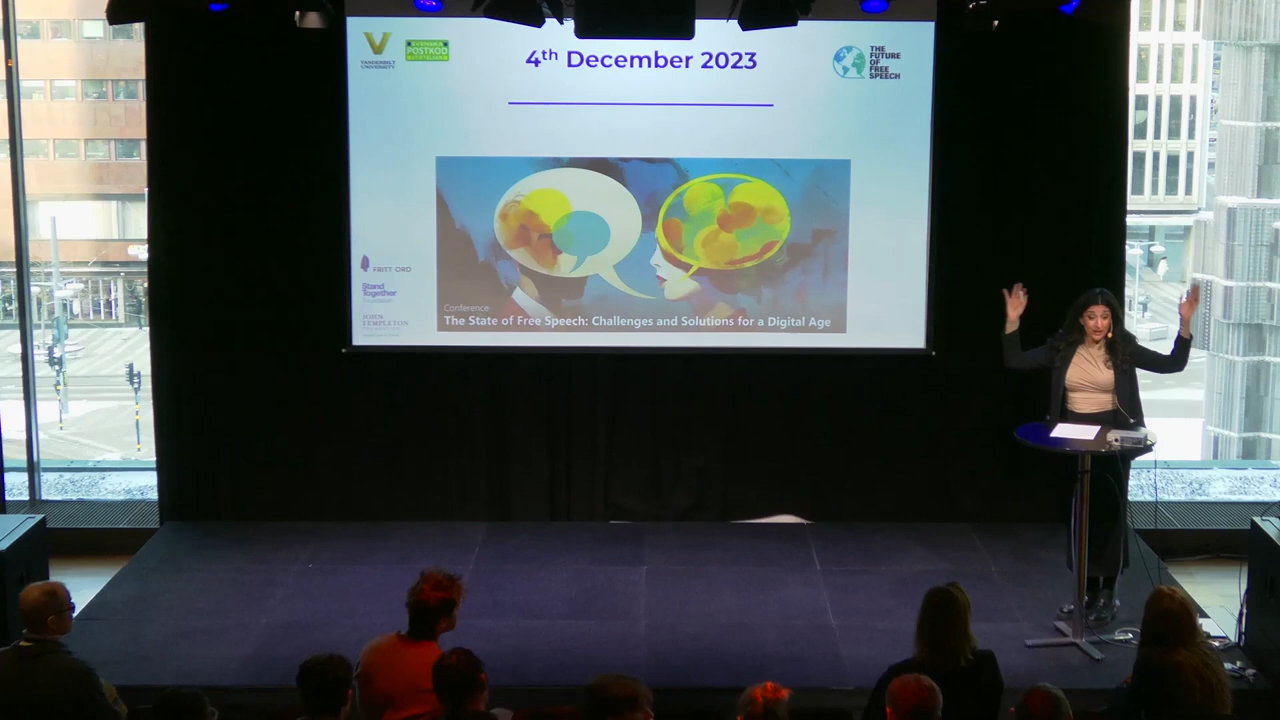 VANDERBILT
UNIVERSITY
SVENSKA
POSTKOD
4th December 2023
THE
FUTURE
OF
FREE
SPEECH
FRITT ORD
Stand
Together
JOHN
TEMPLETON
Conference
The State of Free Speech: Challenges and Solutions for a Digital Age